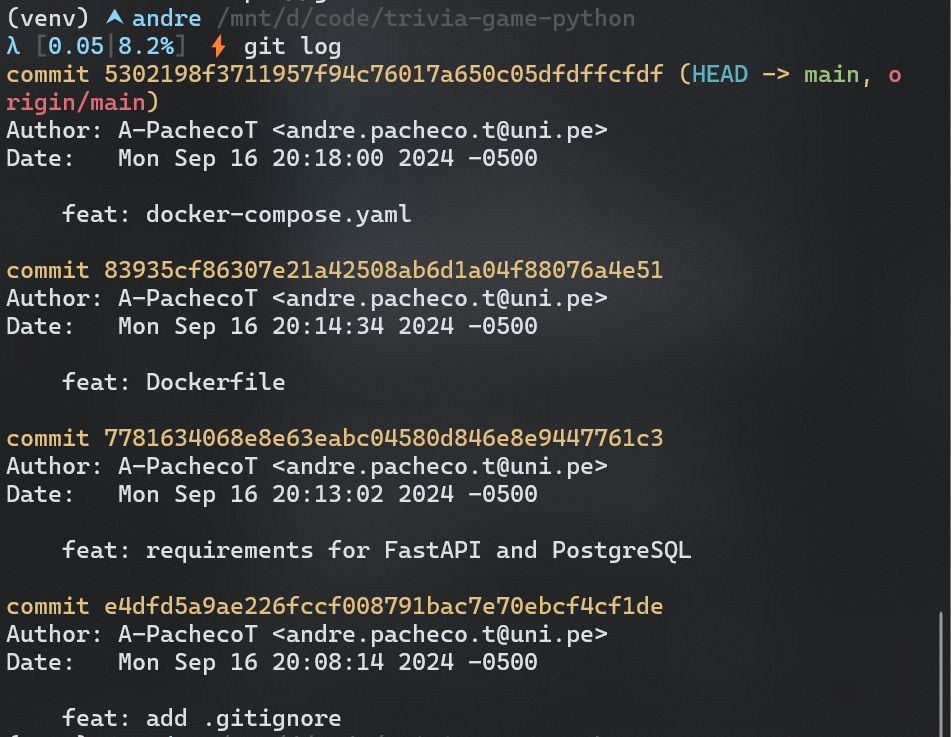 (venv) andre /mnt/d/code/trivia-game-python
λ [0.05|8.2%] git log
commit 5302198f3711957f94c76017a650c05dfdffcfdf (HEAD -> main, o
rigin/main)
Author: A-PachecoT <andre.pacheco.t@uni.pe>
Date:   Mon Sep 16 20:18:00 2024 -0500
feat: docker-compose.yaml
commit 83935cf86307e21a42508ab6d1a04f88076a4e51
Author: A-PachecoT <andre.pacheco.t@uni.pe>
Date:   Mon Sep 16 20:14:34 2024 -0500
feat: Dockerfile
commit 7781634068e8e63eabc04580d846e8e9447761c3
Author: A-PachecoT <andre.pacheco.t@uni.pe>
Date:   Mon Sep 16 20:13:02 2024 -0500
feat: requirements for FastAPI and PostgreSQL
commit e4dfd5a9ae226fccf008791bac7e70ebcf4cf1de
Author: A-PachecoT <andre.pacheco.t@uni.pe>
Date:   Mon Sep 16 20:08:14 2024 -0500
feat: add .gitignore